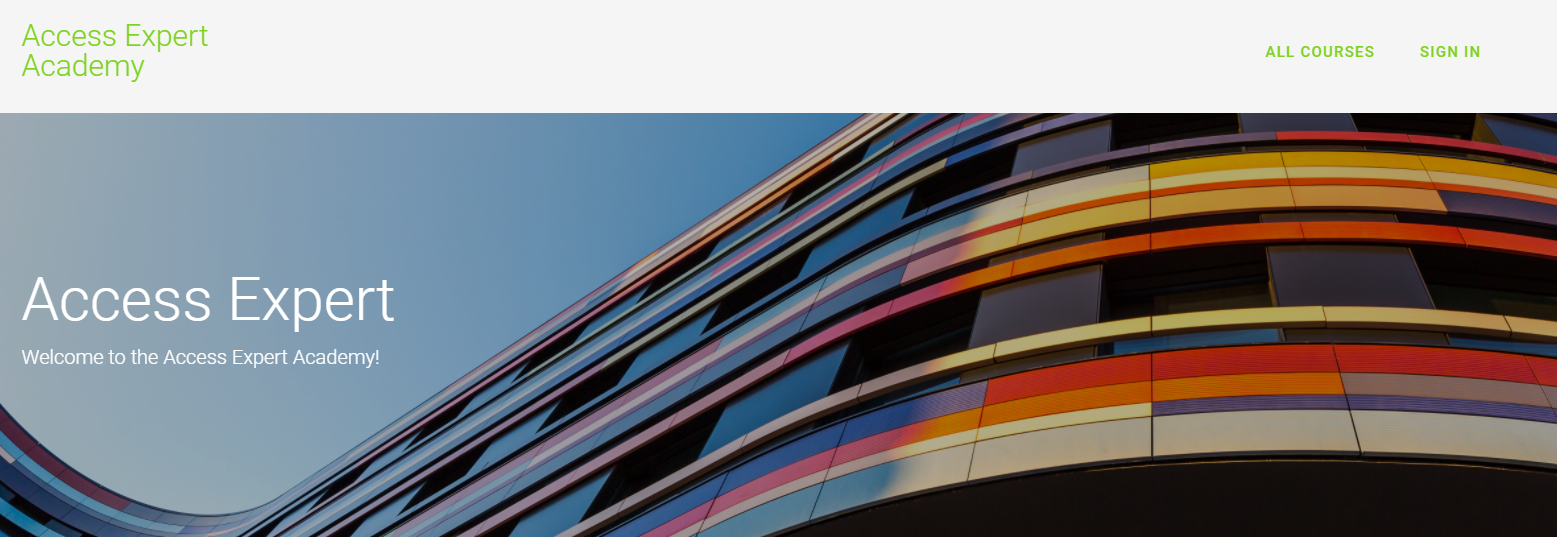 Access Expert
Academy
ALL COURSES
SIGN IN
Access Expert
Welcome to the Access Expert Academy!